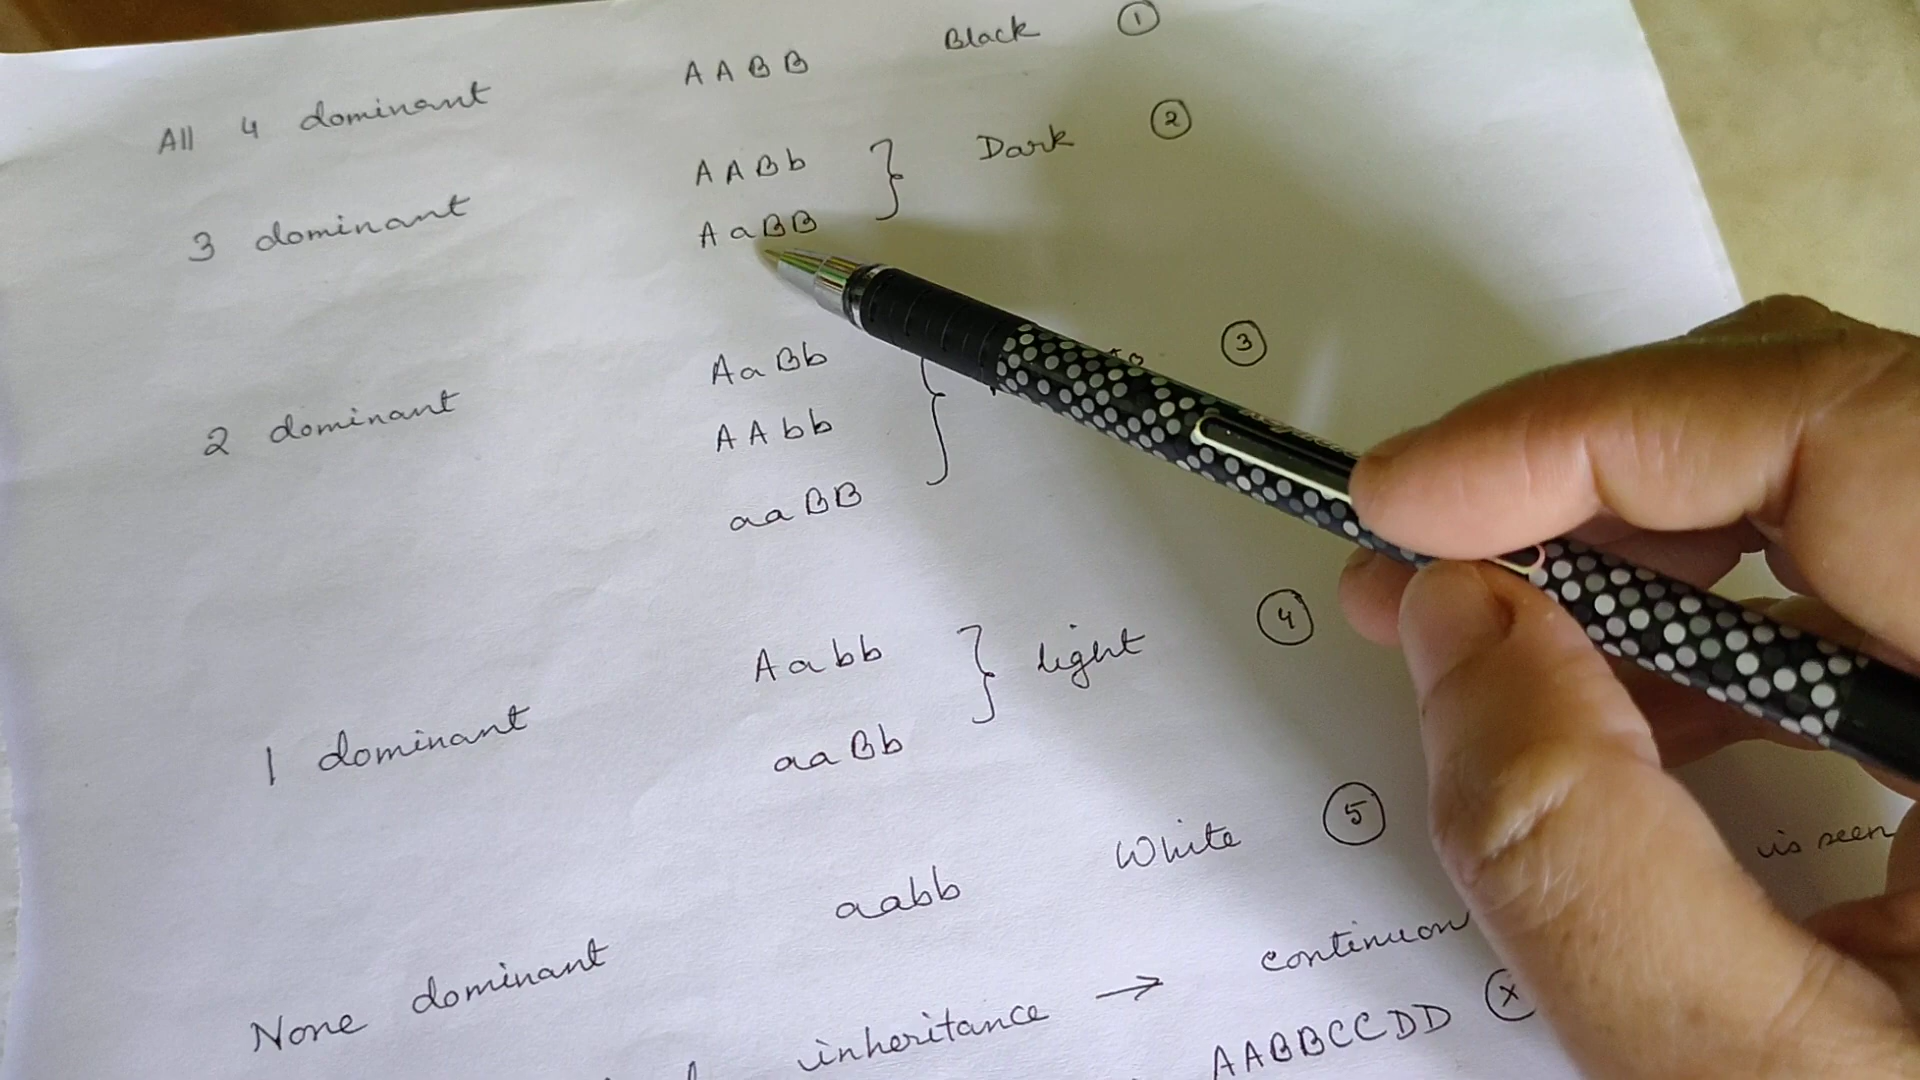 All 4 dominant AABB Black 1
3 dominant AABb } Dark 2
AaBB
2 dominant AaBb } 3
AAbb
aaBB
1 dominant Aabb } light 4
aaBb
None dominant aabb White 5
inheritance → is seen
AABBCCDD X